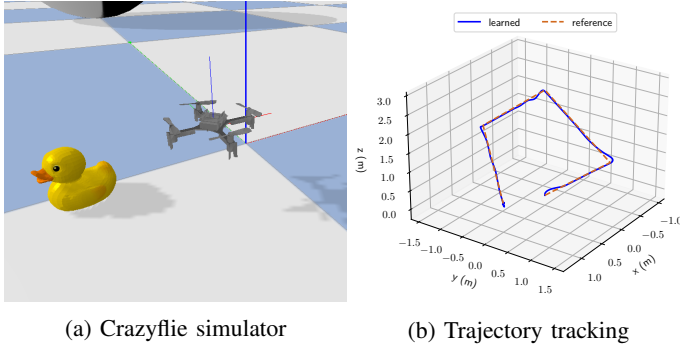 learned reference
3.0
2.5
2.0
1.5
1.0
0.5
0.0
z (m)
−1.5 −1.0 −0.5 0.0 0.5 1.0 1.5
y (m)
1.0 0.5 0.0 −0.5 −1.0
x (m)
(a) Crazyflie simulator
(b) Trajectory tracking